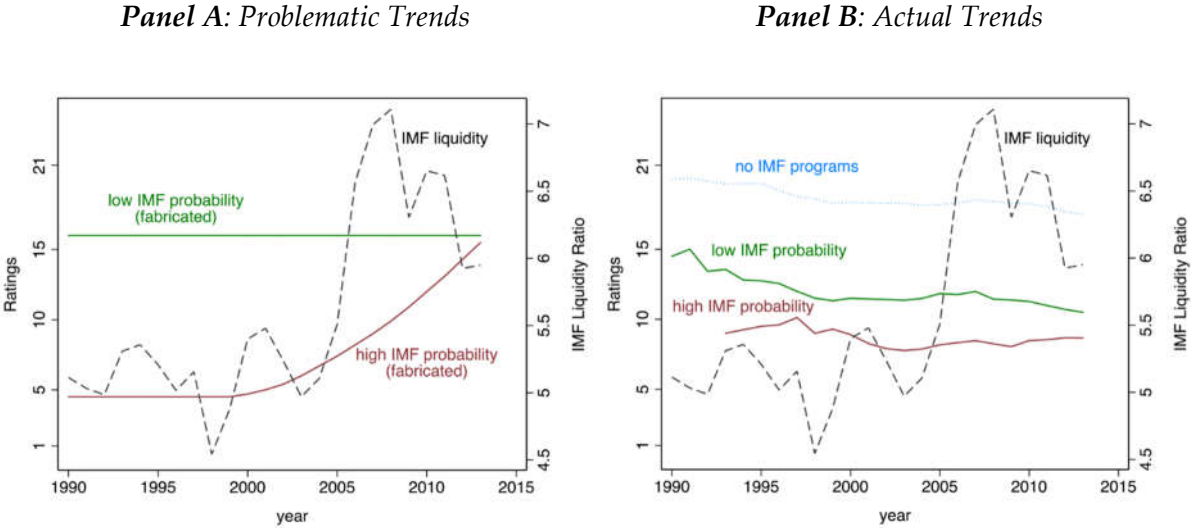 Panel A: Problematic Trends
Ratings
21
15
10
5
1
low IMF probability
(fabricated)
IMF liquidity
high IMF probability
(fabricated)
7
6.5
6
5.5
5
4.5
IMF Liquidity Ratio
1990
1995
2000
2005
2010
2015
year
Panel B: Actual Trends
Ratings
21
15
10
5
1
no IMF programs
IMF liquidity
low IMF probability
high IMF probability
7
6.5
6
5.5
5
4.5
IMF Liquidity Ratio
1990
1995
2000
2005
2010
2015
year